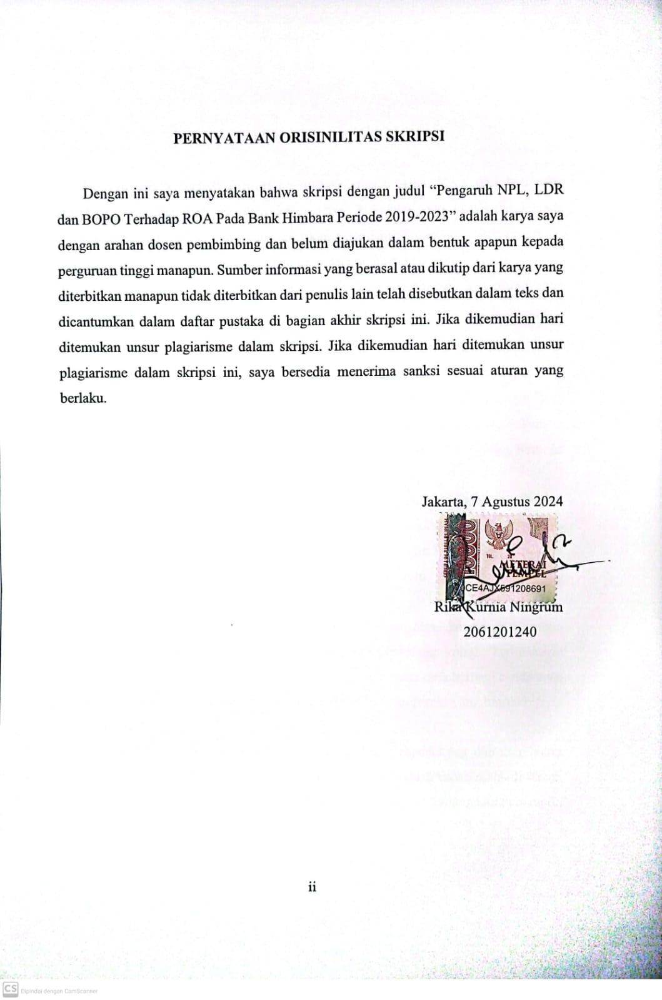 PERNYATAAN ORISINILITAS SKRIPSI
Dengan ini saya menyatakan bahwa skripsi dengan judul “Pengaruh NPL, LDR
dan BOPO Terhadap ROA Pada Bank Himbara Periode 2019-2023” adalah karya saya
dengan arahan dosen pembimbing dan belum diajukan dalam bentuk apapun kepada
perguruan tinggi manapun. Sumber informasi yang berasal atau dikutip dari karya yang
diterbitkan manapun tidak diterbitkan dari penulis lain telah disebutkan dalam teks dan
dicantumkan dalam daftar pustaka di bagian akhir skripsi ini. Jika dikemudian hari
ditemukan unsur plagiarisme dalam skripsi. Jika dikemudian hari ditemukan unsur
plagiarisme dalam skripsi ini, saya bersedia menerima sanksi sesuai aturan yang
berlaku.
Jakarta, 7 Agustus 2024
TGL. 20
METERAI
TEMPEL
CE4AJX591208691
Rika Kurnia Ningrum
2061201240
ii
CS Dipindai dengan CamScanner